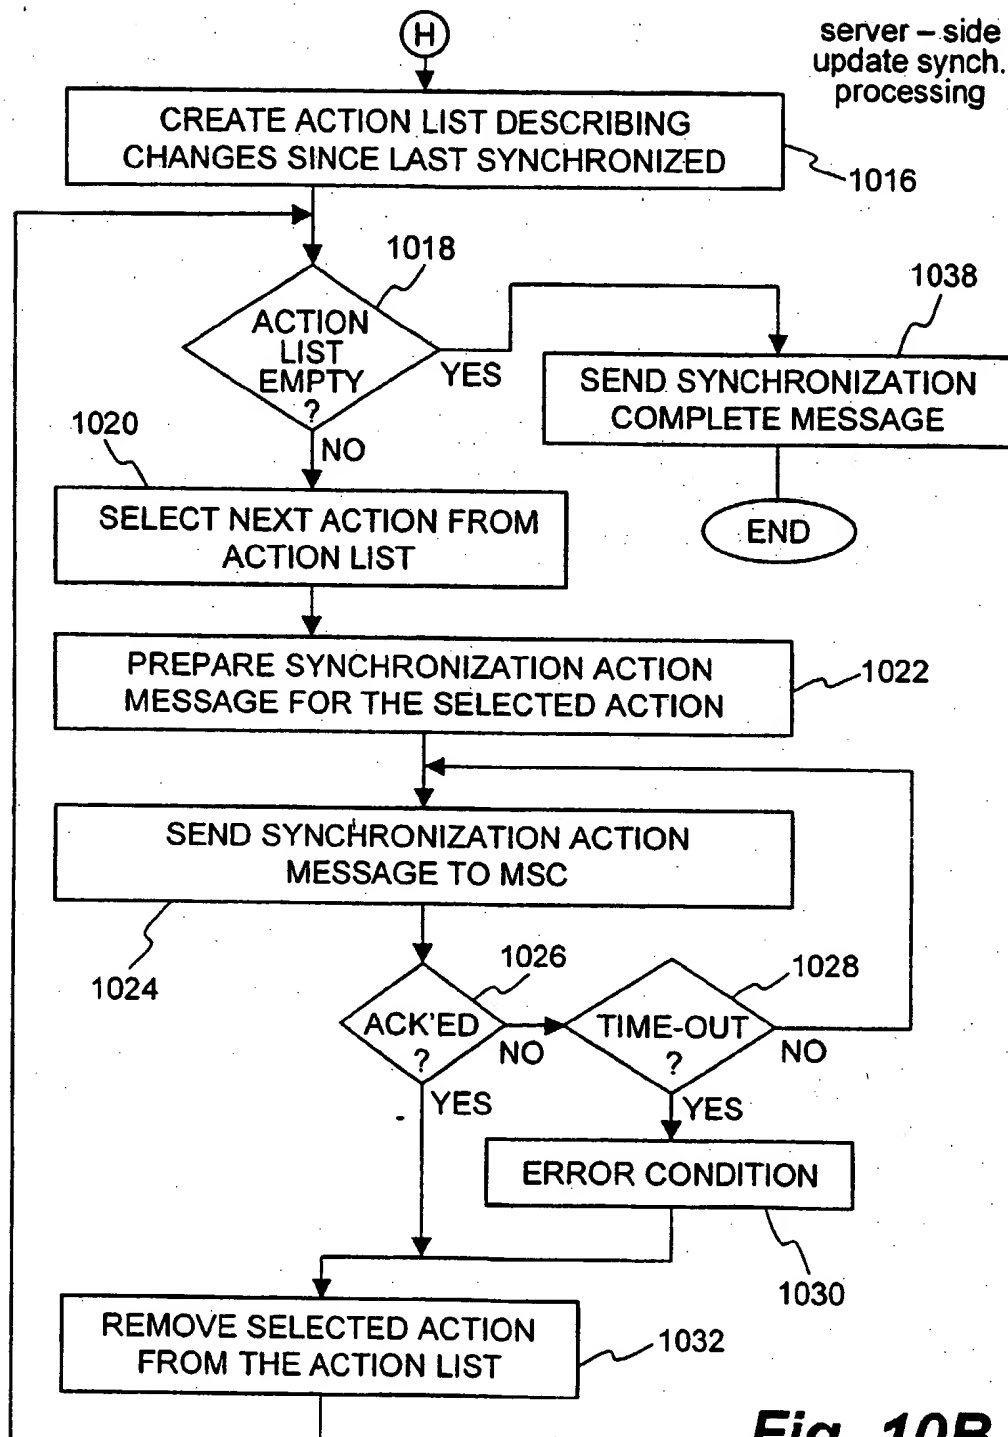 H
server – side
update synch.
processing
CREATE ACTION LIST DESCRIBING
CHANGES SINCE LAST SYNCHRONIZED
1016
1018
ACTION
LIST
EMPTY
?
YES
NO
1038
SEND SYNCHRONIZATION
COMPLETE MESSAGE
END
1020
SELECT NEXT ACTION FROM
ACTION LIST
PREPARE SYNCHRONIZATION ACTION
MESSAGE FOR THE SELECTED ACTION
1022
SEND SYNCHRONIZATION ACTION
MESSAGE TO MSC
1024
1026
ACK'ED
?
NO
YES
1028
TIME-OUT
?
NO
YES
ERROR CONDITION
1030
REMOVE SELECTED ACTION
FROM THE ACTION LIST
1032
Fig. 10B